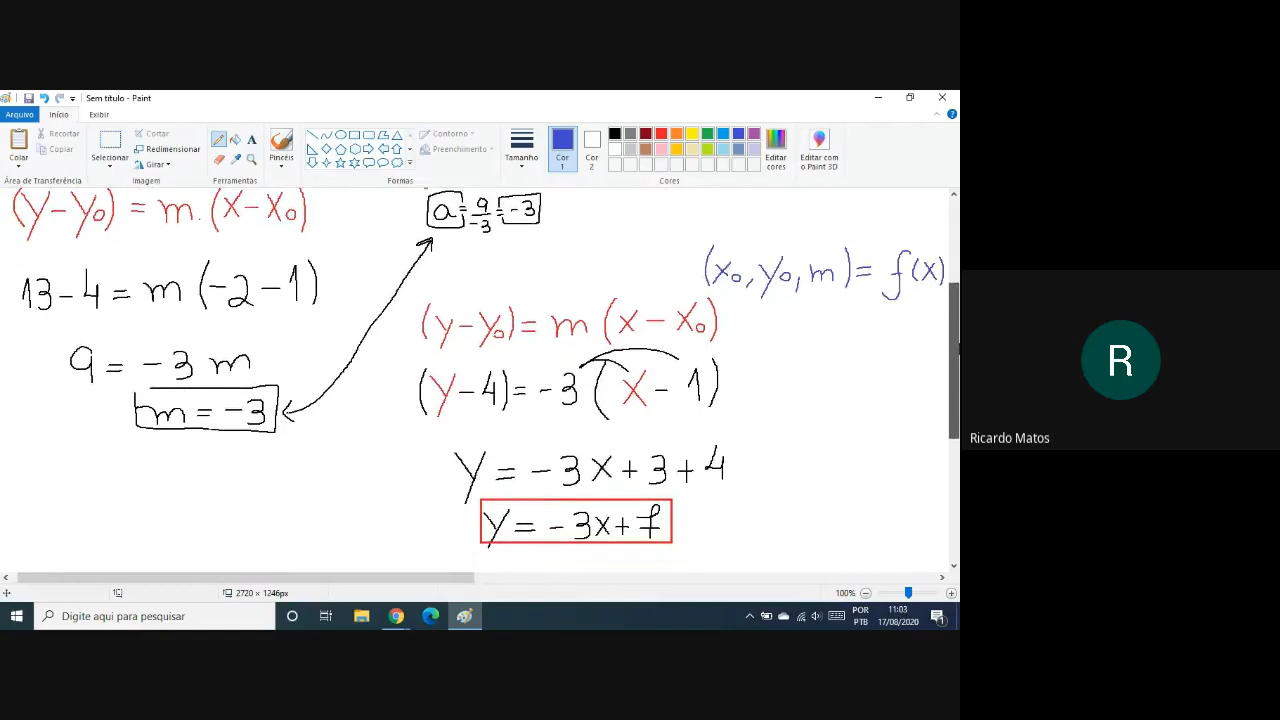 Sem título - Paint
Arquivo Início Exibir
Colar
Recortar
Copiar
Área de Transferência
Selecionar
Cortar
Redimensionar
Girar
Imagem
A
Ferramentas
Pincéis
Contorno
Preenchimento
Formas
Tamanho
Cor 1
Cor 2
Editar cores
Editar com o Paint 3D
Cores
(y-y₀) = m.(x-x₀)
13-4 = m(-2-1)
9 = -3m
m = -3
a = 9/-3 = -3
(y-y₀) = m(x-x₀)
(y-4) = -3(x-1)
y = -3x+3+4
y = -3x+7
(x₀, y₀, m) = f(x)
R
Ricardo Matos
2720 × 1246px
100%
Digite aqui para pesquisar
POR
PTB
11:03
17/08/2020
1